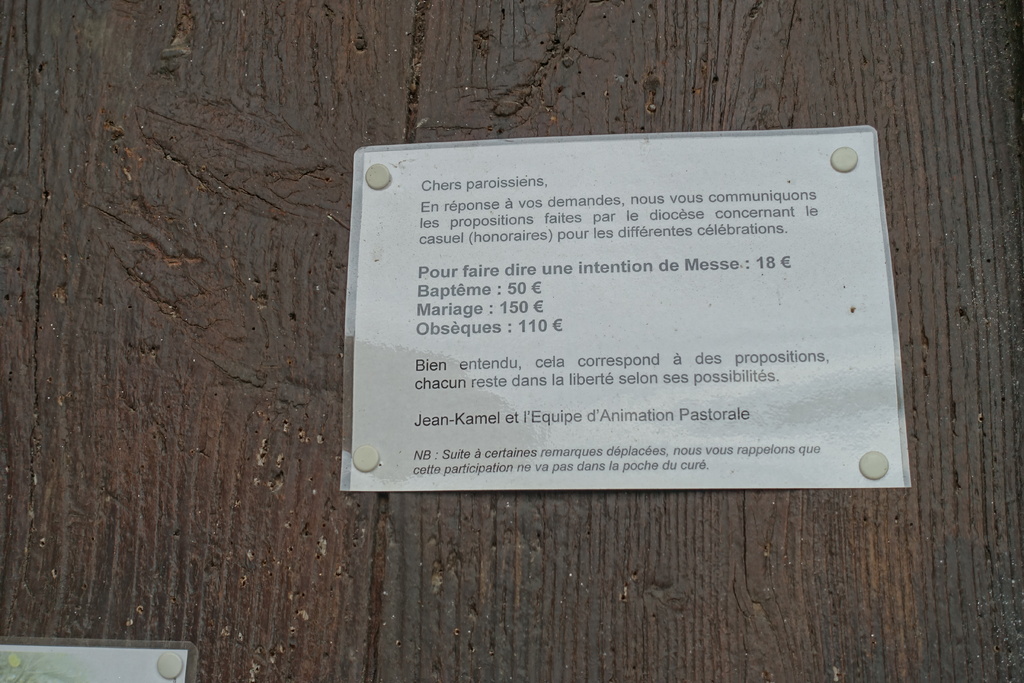 Chers paroissiens,
En réponse à vos demandes, nous vous communiquons
les propositions faites par le diocèse concernant le
casuel (honoraires) pour les différentes célébrations.
Pour faire dire une intention de Messe : 18 €
Baptême : 50 €
Mariage : 150 €
Obsèques : 110 €
Bien entendu, cela correspond à des propositions,
chacun reste dans la liberté selon ses possibilités.
Jean-Kamel et l'Equipe d'Animation Pastorale
NB : Suite à certaines remarques déplacées, nous vous rappelons que
cette participation ne va pas dans la poche du curé.